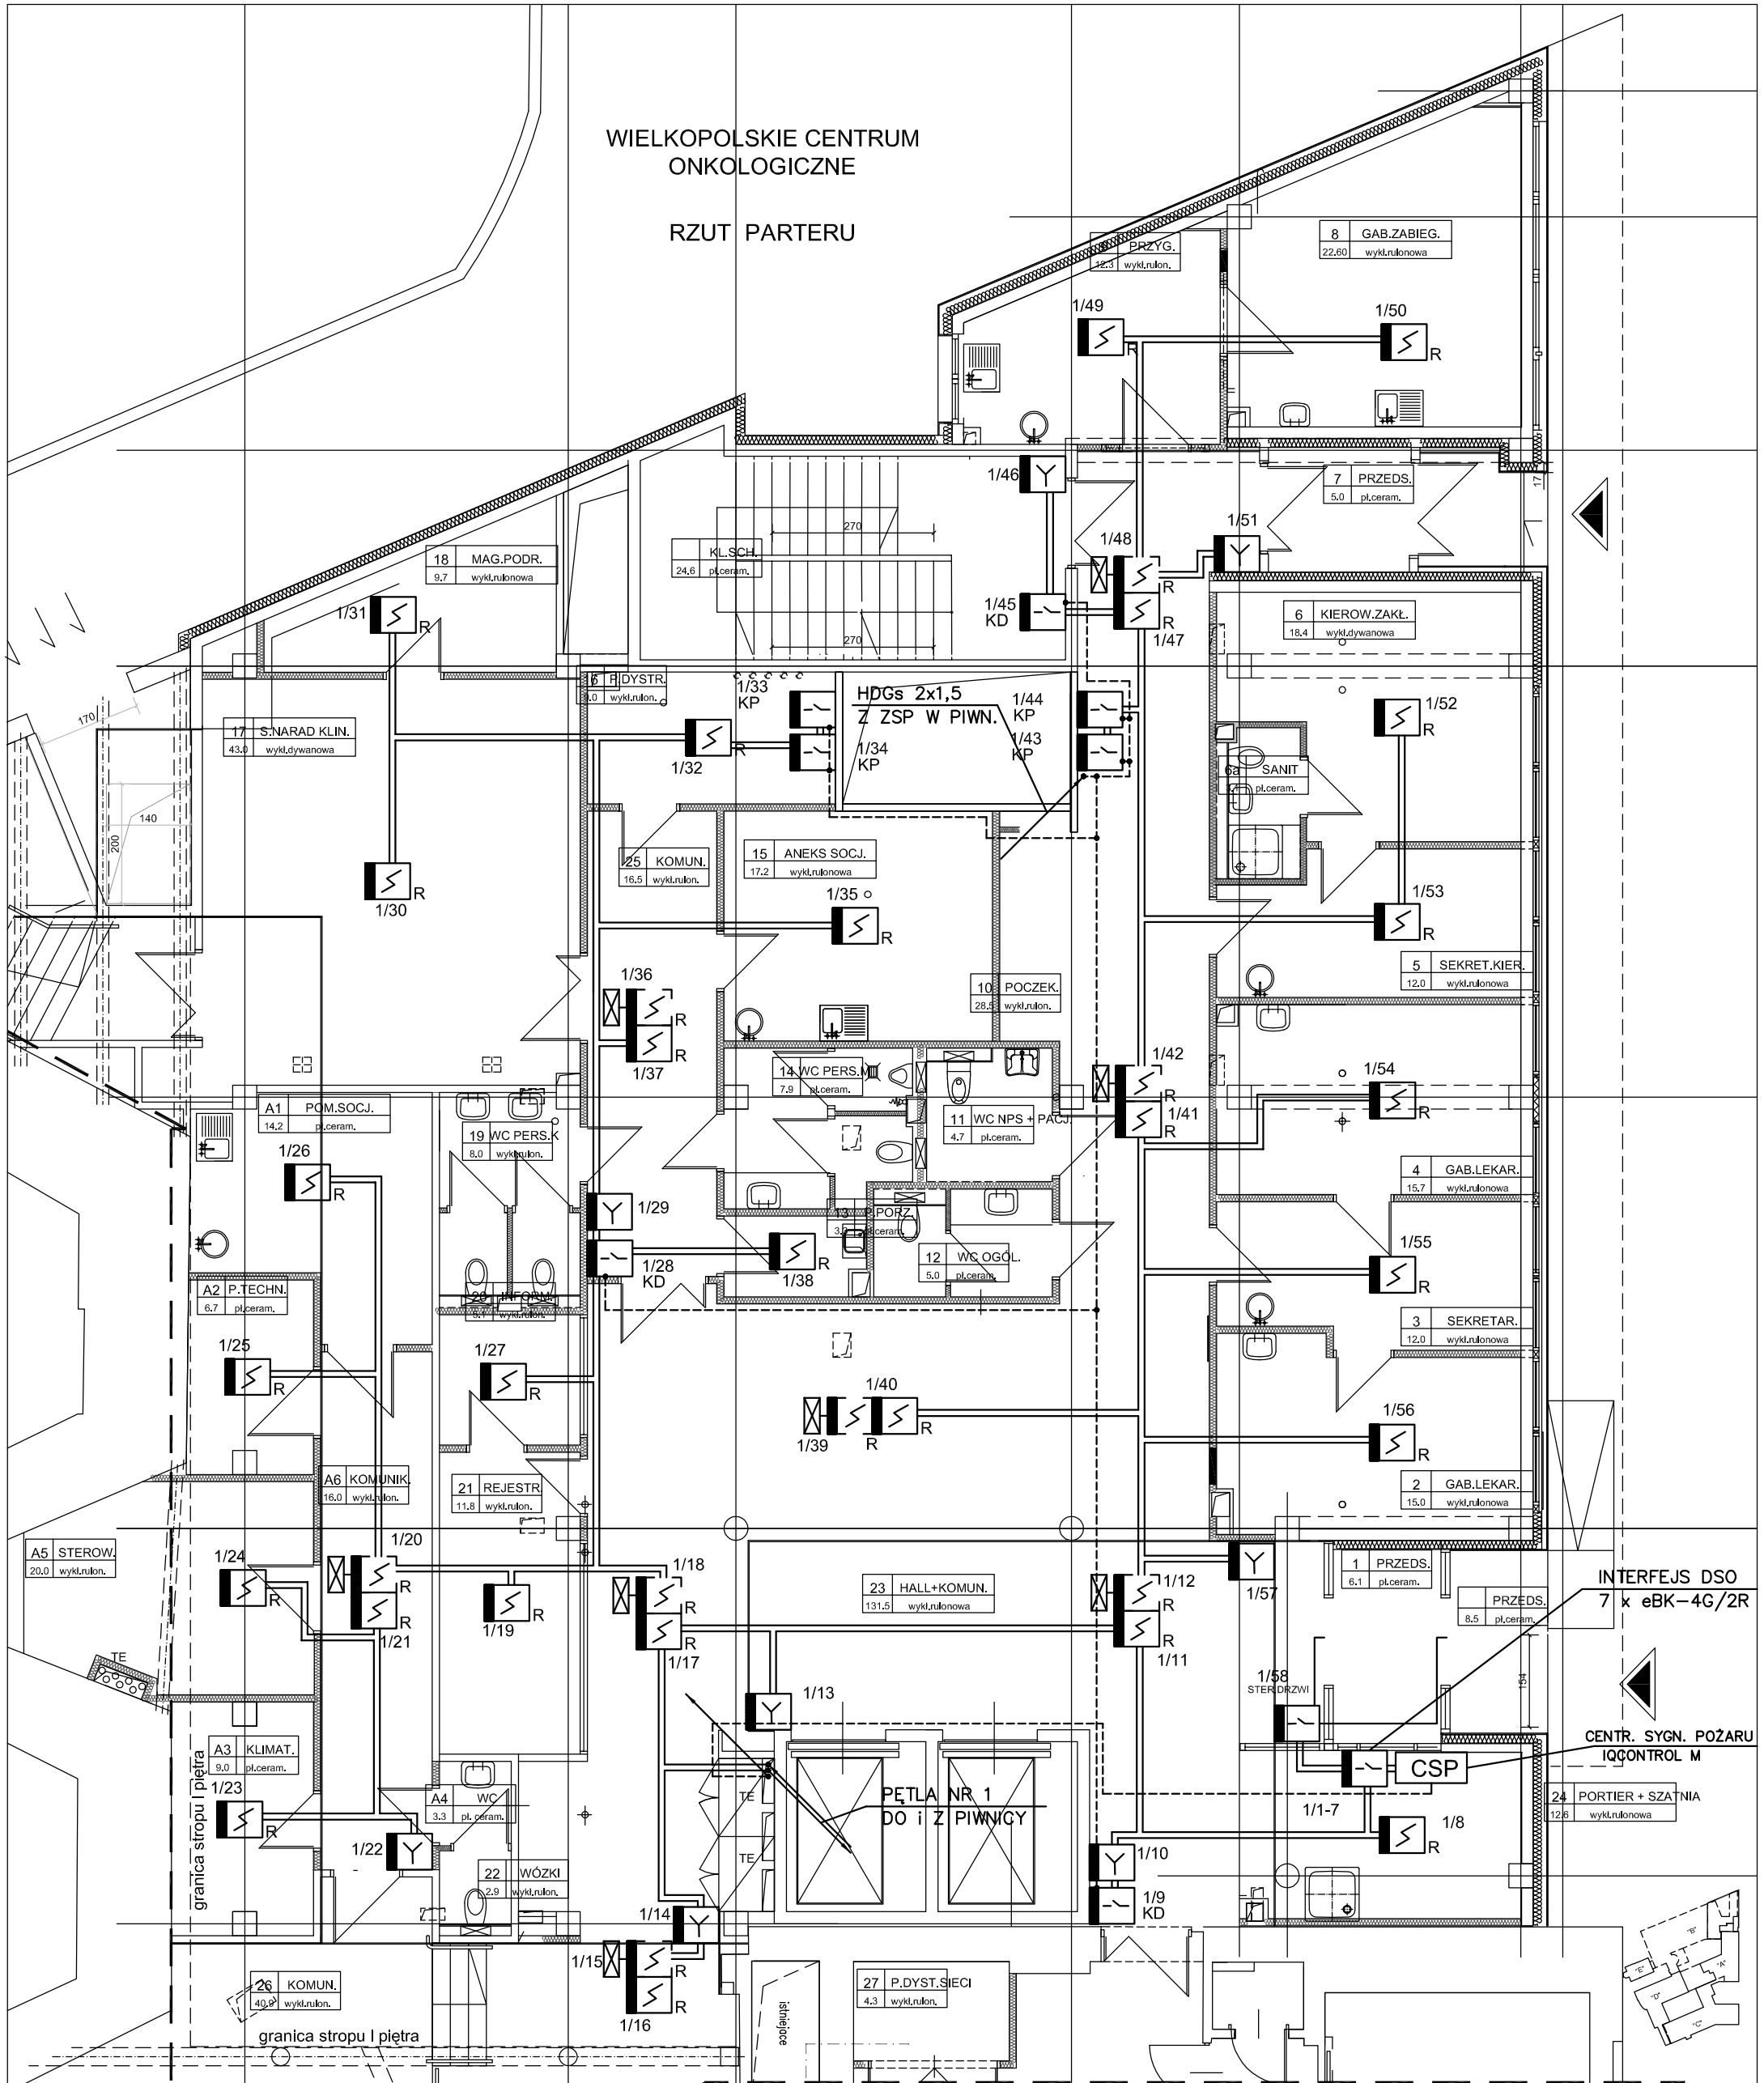 WIELKOPOLSKIE CENTRUM
ONKOLOGICZNE
RZUT PARTERU
PRZYG.
12.3 wykł.rulon.
8 GAB.ZABIEG.
22.60 wykł.rulonowa
1/49
R
1/50
R
1/46
7 PRZEDS.
5.0 pł.ceram.
17
270
KL.SCH.
24.6 pł.ceram.
1/48
R
1/51
18 MAG.PODR.
9.7 wykł.rulonowa
1/31
R
1/45
KD
R
1/47
6 KIEROW.ZAKŁ.
18.4 wykł.dywanowa
270
6 P.DYSTR.
wykł.rulon.
1/33
KP
HDGs 2x1,5
Z ZSP W PIWN.
1/44
KP
1/43
KP
1/52
R
170
17 S.NARAD KLIN.
43.0 wykł.dywanowa
R
1/32
1/34
KP
6a SANIT
pł.ceram.
140
200
25 KOMUN.
16.5 wykł.rulon.
15 ANEKS SOCJ.
17.2 wykł.rulonowa
1/30
R
1/35
R
1/53
R
5 SEKRET.KIER.
12.0 wykł.rulonowa
1/36
R
R
1/37
10 POCZEK.
28.5 wykł.rulon.
14 WC PERS.M
7.9 pł.ceram.
1/42
R
1/41
R
1/54
R
A1 POM.SOCJ.
14.2 pł.ceram.
19 WC PERS.K
8.0 wykł.rulon.
11 WC NPS + PACJ.
4.7 pł.ceram.
1/26
R
4 GAB.LEKAR.
15.7 wykł.rulonowa
1/29
13 P.PORZ.
pł.ceram.
12 WC OGÓL.
5.0 pł.ceram.
1/28
KD
R
1/38
1/55
R
A2 P.TECHN.
6.7 pł.ceram.
20 INFORM.
wykł.rulon.
3 SEKRETAR.
12.0 wykł.rulonowa
1/25
R
1/27
R
1/40
R
R
1/39
1/56
R
A6 KOMUNIK.
16.0 wykł.rulon.
21 REJESTR.
11.8 wykł.rulon.
2 GAB.LEKAR.
15.0 wykł.rulonowa
A5 STEROW.
20.0 wykł.rulon.
1/24
R
1/20
R
R
1/21
R
1/19
1/18
R
R
1/17
23 HALL+KOMUN.
131.5 wykł.rulonowa
1/12
R
R
1/11
1/57
1 PRZEDS.
6.1 pł.ceram.
PRZEDS.
8.5 pł.ceram.
INTERFEJS DSO
7 x eBK-4G/2R
TE
1/13
1/58
STER.DRZWI
154
CENTR. SYGN. POŻARU
IQCONTROL M
CSP
A3 KLIMAT.
9.0 pł.ceram.
granica stropu I piętra
1/23
R
A4 WC
3.3 pł. ceram.
TE
TE
PĘTLA NR 1
DO i Z PIWNICY
1/1-7
1/8
R
24 PORTIER + SZATNIA
12.6 wykł.rulonowa
1/22
1/10
22 WÓZKI
2.9 wykł.rulon.
1/9
KD
1/14
1/15
R
R
1/16
26 KOMUN.
40.9 wykł.rulon.
27 P.DYST.SIECI
4.3 wykł.rulon.
istniejące
granica stropu I piętra
"B"
"E"
"A"
"D"
"C"